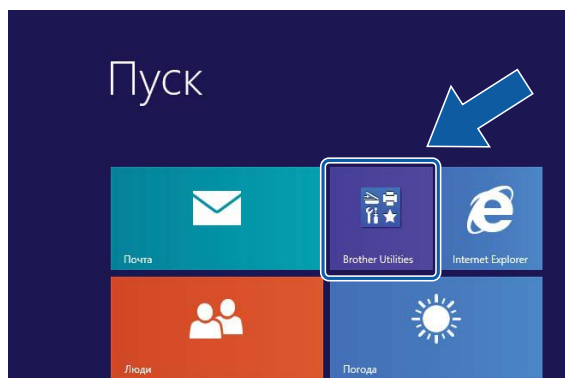 Пуск
Почта
Brother Utilities
Internet Explorer
Люди
Погода